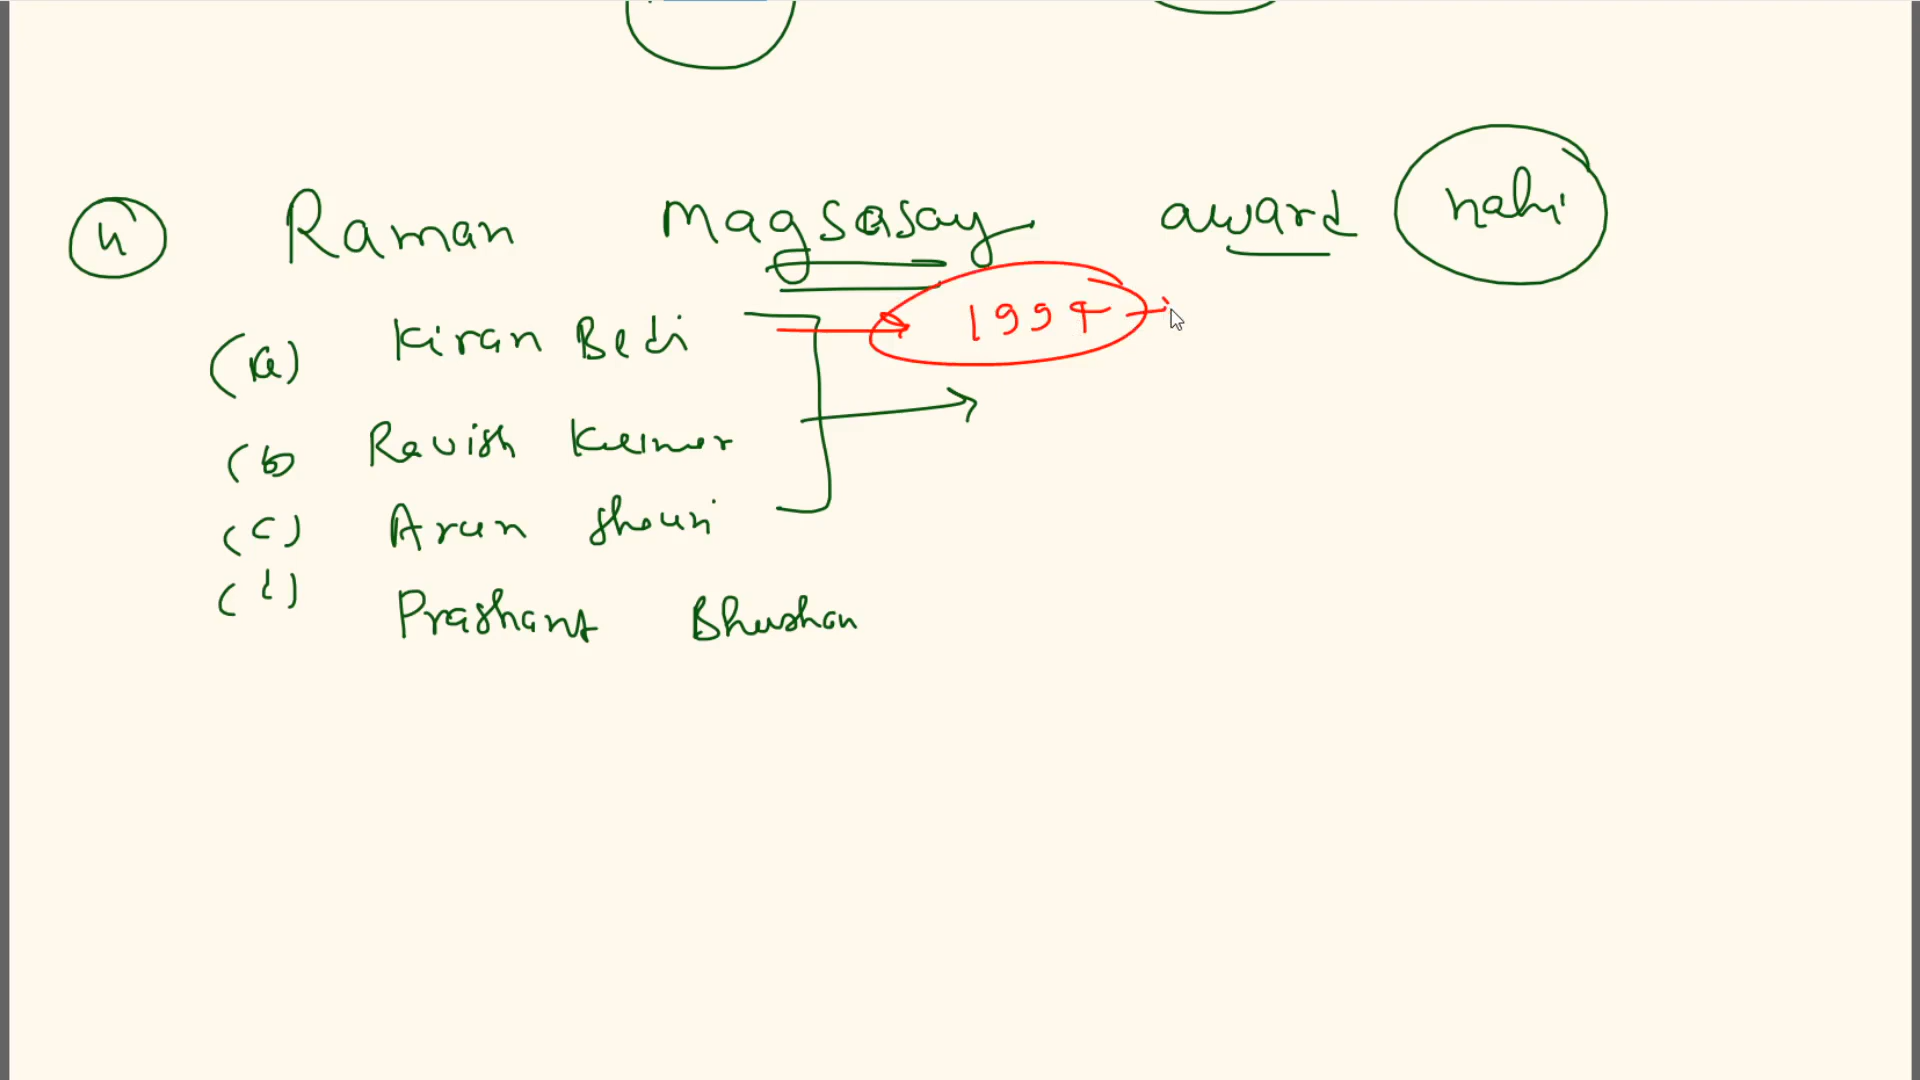 4 Raman Magsasay award nahi
(a) Kiran Bedi 1994
(b) Ravish Kumar
(c) Arun Shouri
(d) Prashant Bhushan